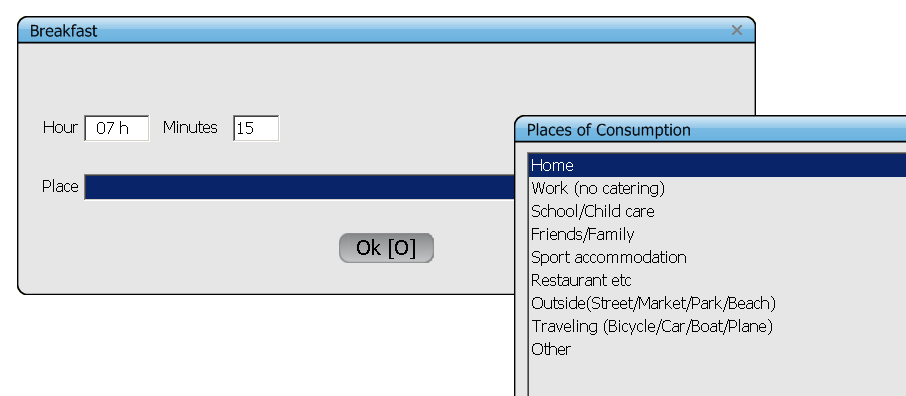 Breakfast
Hour 07 h Minutes 15
Place
Ok [O]
Places of Consumption
Home
Work (no catering)
School/Child care
Friends/Family
Sport accommodation
Restaurant etc
Outside(Street/Market/Park/Beach)
Traveling (Bicycle/Car/Boat/Plane)
Other